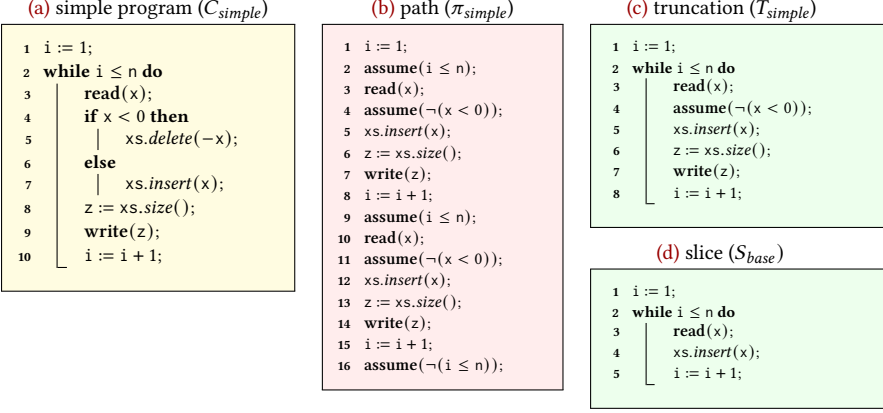 (a) simple program (C_simple)
1 i := 1;
2 while i ≤ n do
3 read(x);
4 if x < 0 then
5 xs.delete(−x);
6 else
7 xs.insert(x);
8 z := xs.size();
9 write(z);
10 i := i + 1;
(b) path (π_simple)
1 i := 1;
2 assume(i ≤ n);
3 read(x);
4 assume(¬(x < 0));
5 xs.insert(x);
6 z := xs.size();
7 write(z);
8 i := i + 1;
9 assume(i ≤ n);
10 read(x);
11 assume(¬(x < 0));
12 xs.insert(x);
13 z := xs.size();
14 write(z);
15 i := i + 1;
16 assume(¬(i ≤ n));
(c) truncation (T_simple)
1 i := 1;
2 while i ≤ n do
3 read(x);
4 assume(¬(x < 0));
5 xs.insert(x);
6 z := xs.size();
7 write(z);
8 i := i + 1;
(d) slice (S_base)
1 i := 1;
2 while i ≤ n do
3 read(x);
4 xs.insert(x);
5 i := i + 1;